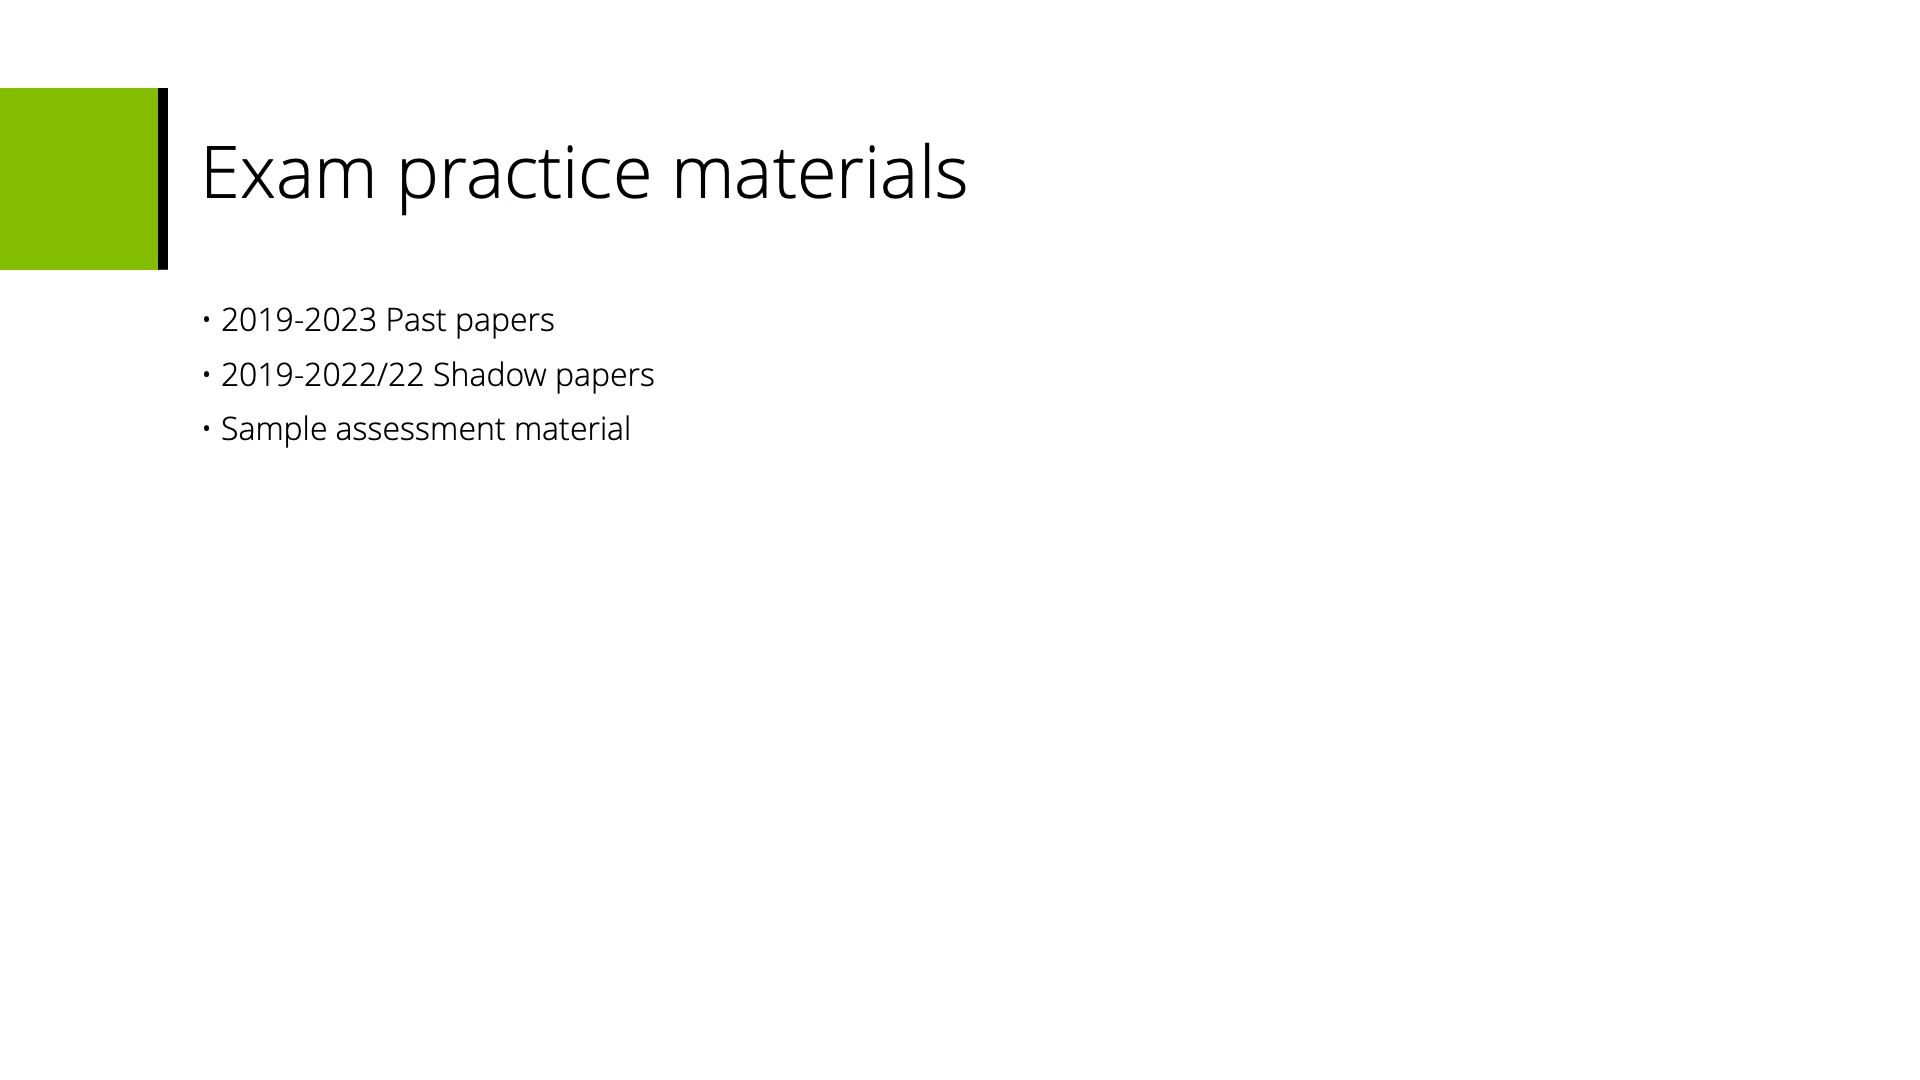 Exam practice materials
• 2019-2023 Past papers
• 2019-2022/22 Shadow papers
• Sample assessment material